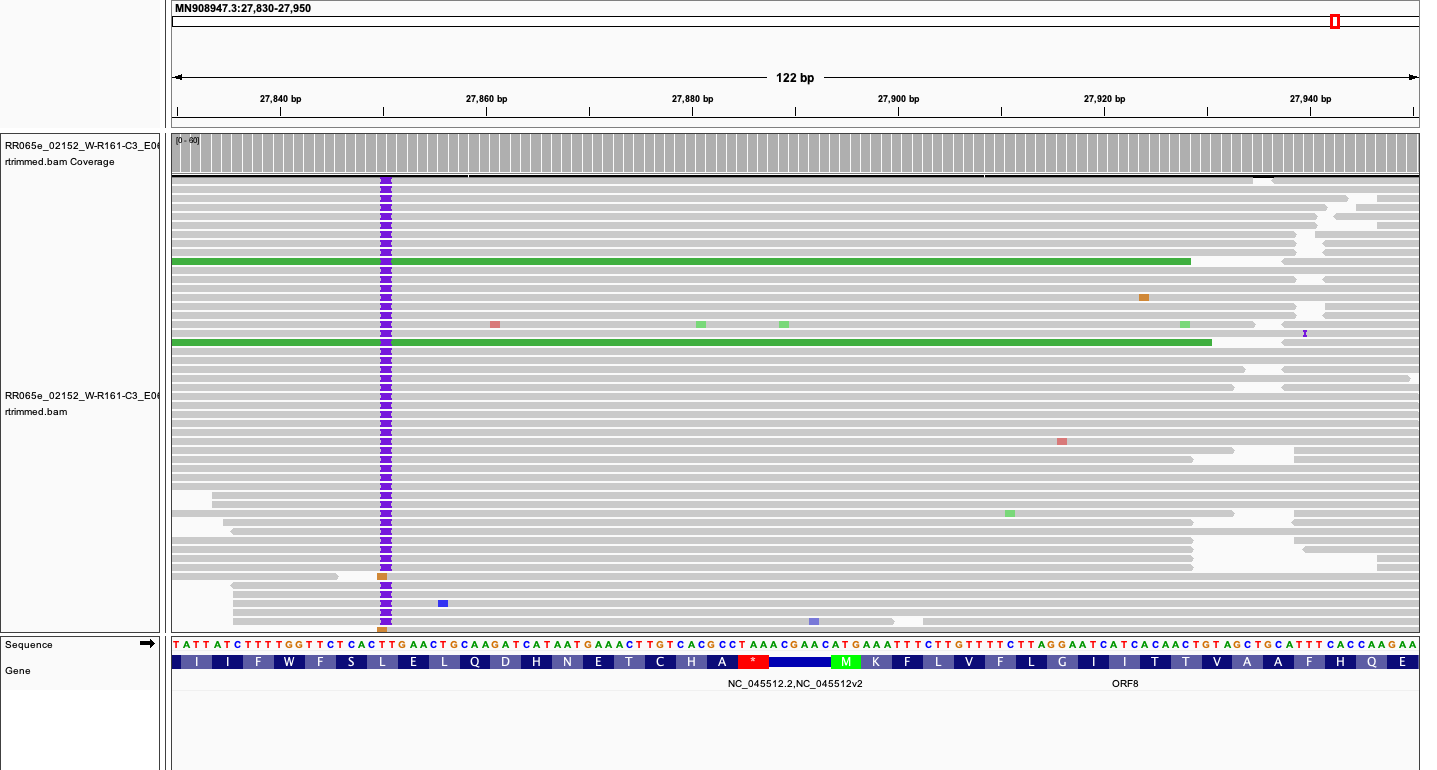 MN908947.3:27,830-27,950
122 bp
27,840 bp 27,860 bp 27,880 bp 27,900 bp 27,920 bp 27,940 bp
RR065e_02152_W-R161-C3_E0
rtrimmed.bam Coverage
[0 - 60]
RR065e_02152_W-R161-C3_E0
rtrimmed.bam
Sequence
TATTATCTTTTGGTTCTCACTTGAACTGCAAGATCATAATGAAACTTGTCACGCCTAAACGAACATGAAATTTCTTGTTTTCTTAGGAATCATCACAACTGTAGCTGCATTTCACCAAGAA
Gene
I I F W F S L E L Q D H N E T C H A * M K F L V F L G I I T T V A A F H Q E
NC_045512.2,NC_045512v2 ORF8